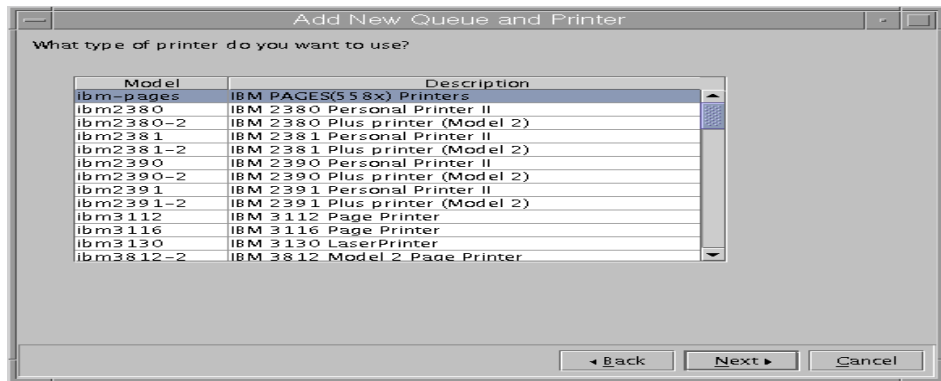 Add New Queue and Printer
What type of printer do you want to use?
Model Description
ibm-pages IBM PAGES(558x) Printers
ibm2380 IBM 2380 Personal Printer II
ibm2380-2 IBM 2380 Plus printer (Model 2)
ibm2381 IBM 2381 Personal Printer II
ibm2381-2 IBM 2381 Plus printer (Model 2)
ibm2390 IBM 2390 Personal Printer II
ibm2390-2 IBM 2390 Plus printer (Model 2)
ibm2391 IBM 2391 Personal Printer II
ibm2391-2 IBM 2391 Plus printer (Model 2)
ibm3112 IBM 3112 Page Printer
ibm3116 IBM 3116 Page Printer
ibm3130 IBM 3130 LaserPrinter
ibm3812-2 IBM 3812 Model 2 Page Printer
Back Next Cancel